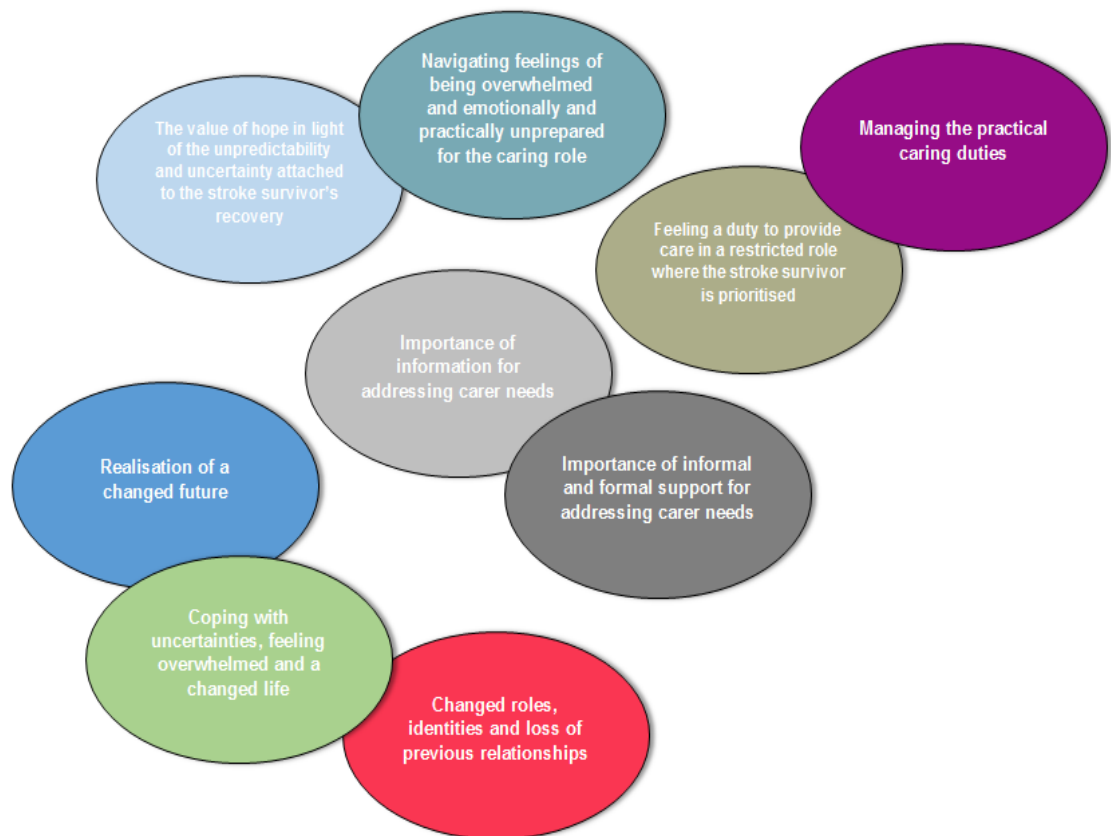 The value of hope in light
of the unpredictability
and uncertainty attached
to the stroke survivor's
recovery
Navigating feelings of
being overwhelmed
and emotionally and
practically unprepared
for the caring role
Managing the practical
caring duties
Feeling a duty to provide
care in a restricted role
where the stroke survivor
is prioritised
Importance of
information for
addressing carer needs
Importance of informal
and formal support for
addressing carer needs
Realisation of a
changed future
Coping with
uncertainties, feeling
overwhelmed and a
changed life
Changed roles,
identities and loss of
previous relationships